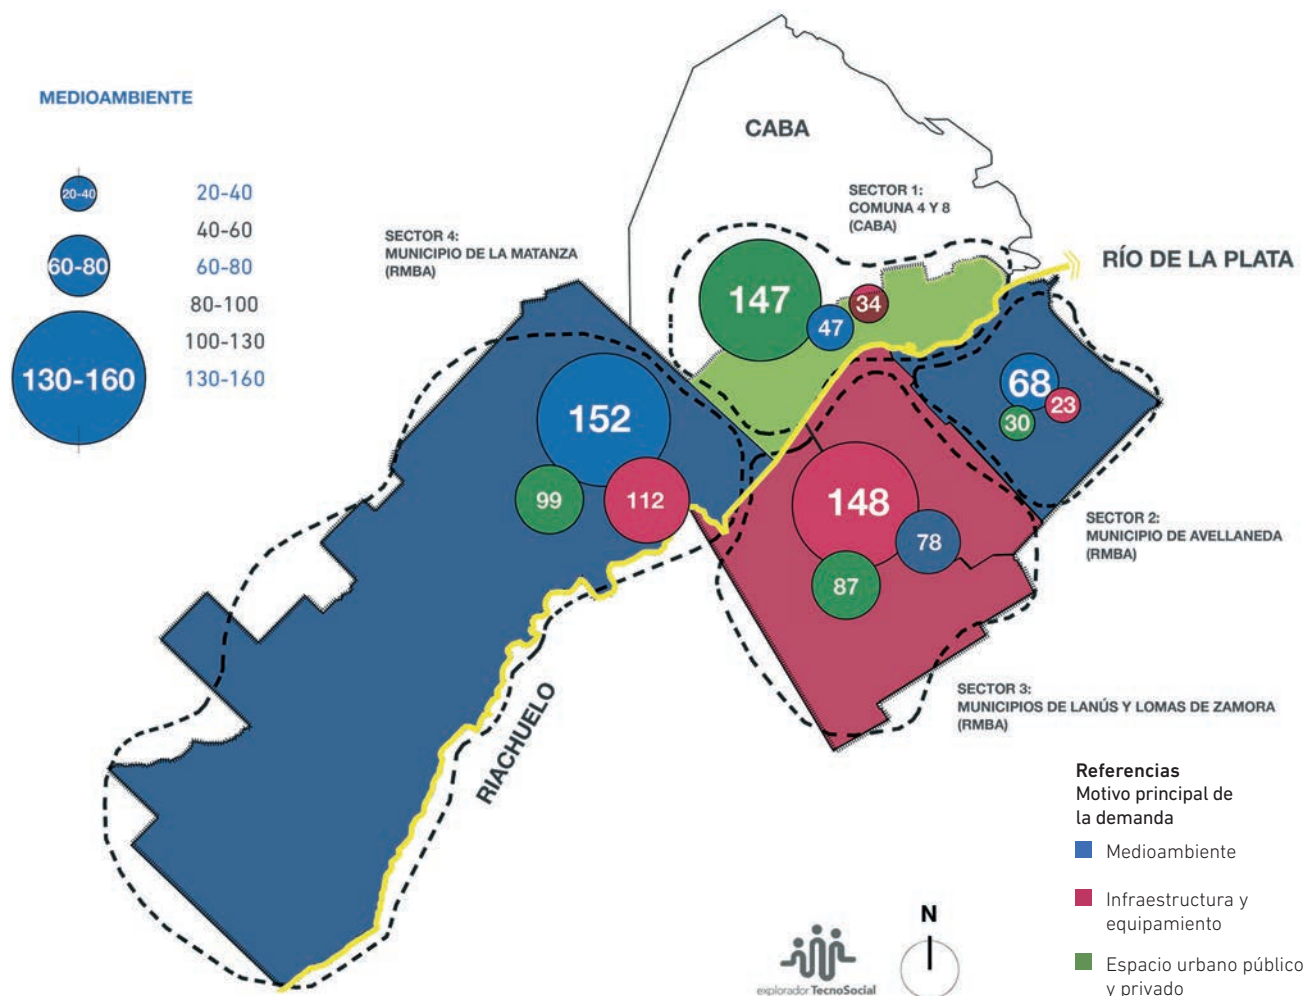 MEDIOAMBIENTE
20-40
20-40
40-60
60-80
60-80
80-100
100-130
130-160
130-160
CABA
SECTOR 1:
COMUNA 4 Y 8
(CABA)
SECTOR 4:
MUNICIPIO DE LA MATANZA
(RMBA)
RÍO DE LA PLATA
147
47
34
152
99
112
148
78
87
68
23
30
SECTOR 2:
MUNICIPIO DE AVELLANEDA
(RMBA)
SECTOR 3:
MUNICIPIOS DE LANÚS Y LOMAS DE ZAMORA
(RMBA)
RIACHUELO
Referencias
Motivo principal de
la demanda
Medioambiente
Infraestructura y
equipamiento
Espacio urbano público
y privado
N
explorador TecnoSocial